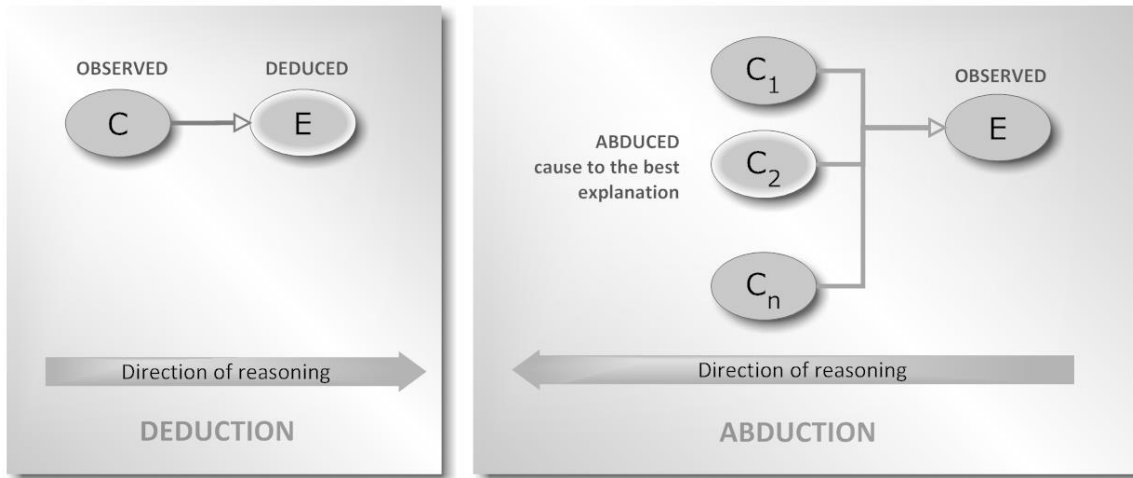 OBSERVED
DEDUCED
C
E
Direction of reasoning
DEDUCTION
C1
OBSERVED
E
ABDUCED
cause to the best
explanation
C2
Cn
Direction of reasoning
ABDUCTION